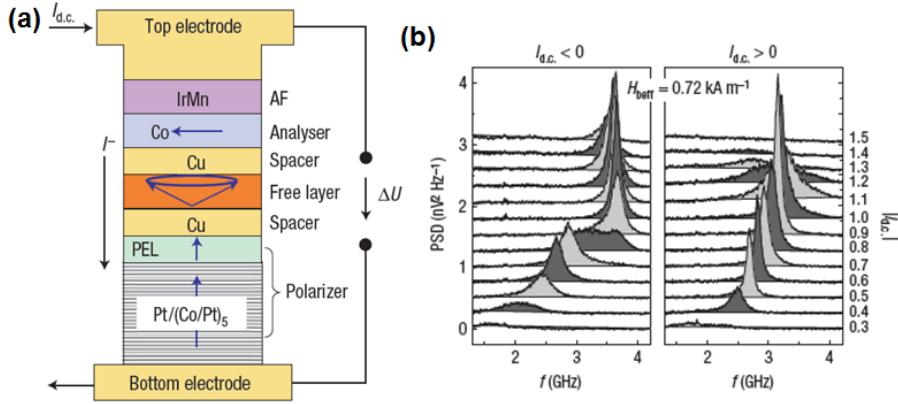 (a)
I d.c.
Top electrode
IrMn
AF
Co
Analyser
I–
Cu
Spacer
Free layer
ΔU
Cu
Spacer
PEL
Polarizer
Pt/(Co/Pt)5
Bottom electrode
(b)
Id.c. < 0
Id.c. > 0
Hbeff = 0.72 kA m–1
PSD (nV2 Hz–1)
4
3
2
1
0
1.5
1.4
1.3
1.2
1.1
1.0
0.9
0.8
0.7
0.6
0.5
0.4
0.3
|Id.c.|
2
3
4
2
3
4
f (GHz)
f (GHz)